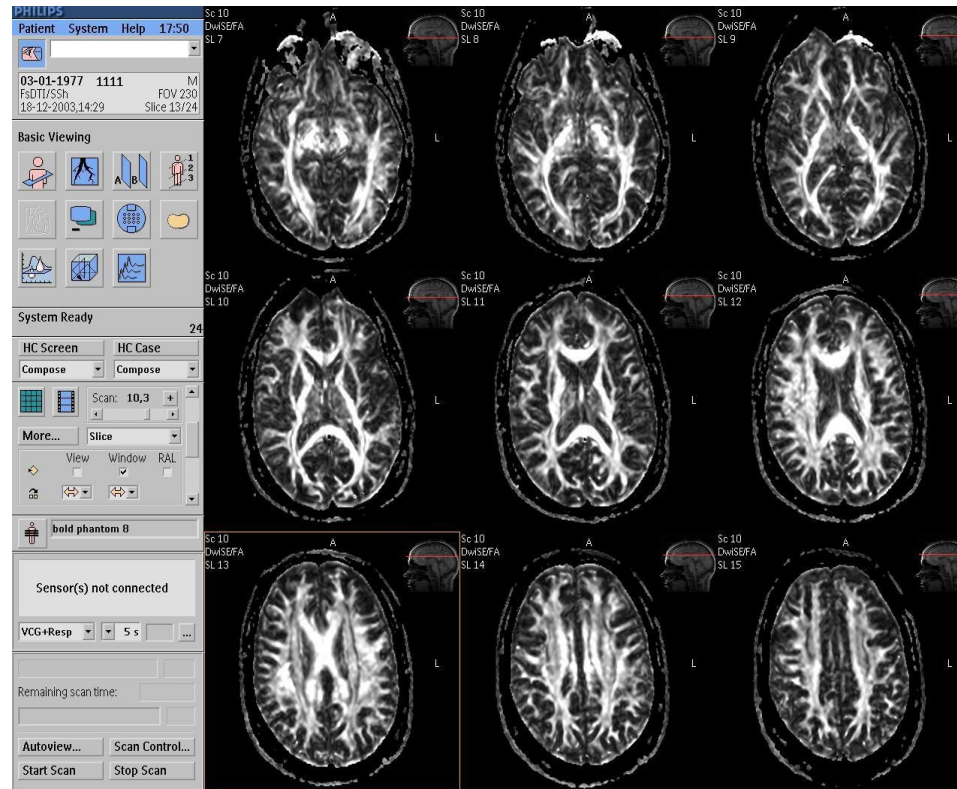 PHILIPS
Patient System Help 17:50
03-01-1977 1111 M
FsDTI/SSh FOV 230
18-12-2003,14:29 Slice 13/24
Basic Viewing
A B
1
2
3
System Ready
24
HC Screen HC Case
Compose Compose
Scan: 10,3 +
More... Slice
View Window RAL
bold phantom 8
Sensor(s) not connected
VCG+Resp 5 s ...
Remaining scan time:
Autoview... Scan Control...
Start Scan Stop Scan
Sc 10
DwiSE/FA
SL 7
A
Sc 10
DwiSE/FA
SL 8
A
L
Sc 10
DwiSE/FA
SL 9
A
L
L
Sc 10
DwiSE/FA
SL 10
A
L
Sc 10
DwiSE/FA
SL 11
A
L
Sc 10
DwiSE/FA
SL 12
A
L
Sc 10
DwiSE/FA
SL 13
A
L
Sc 10
DwiSE/FA
SL 14
A
L
Sc 10
DwiSE/FA
SL 15
A
L